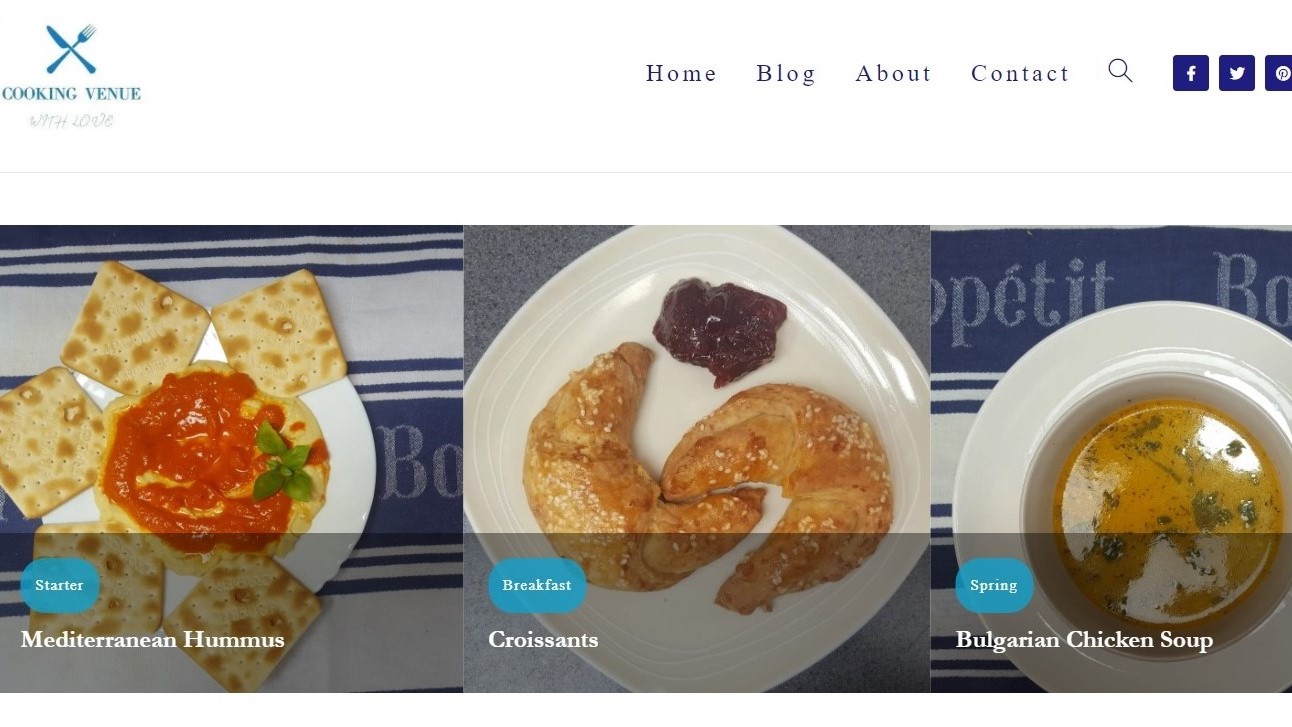 COOKING VENUE
WITH LOVE
Home Blog About Contact
ppétit
Bo
Bo
Starter
Mediterranean Hummus
Breakfast
Croissants
Spring
Bulgarian Chicken Soup